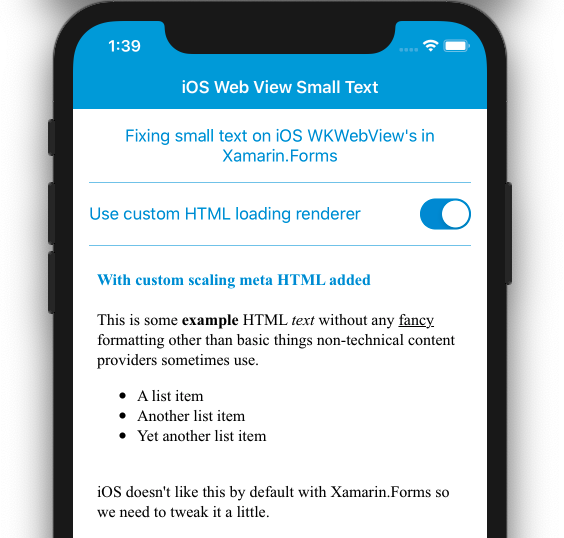 1:39
iOS Web View Small Text
Fixing small text on iOS WKWebView's in
Xamarin.Forms
Use custom HTML loading renderer
With custom scaling meta HTML added
This is some example HTML text without any fancy
formatting other than basic things non-technical content
providers sometimes use.
A list item
Another list item
Yet another list item
iOS doesn't like this by default with Xamarin.Forms so
we need to tweak it a little.